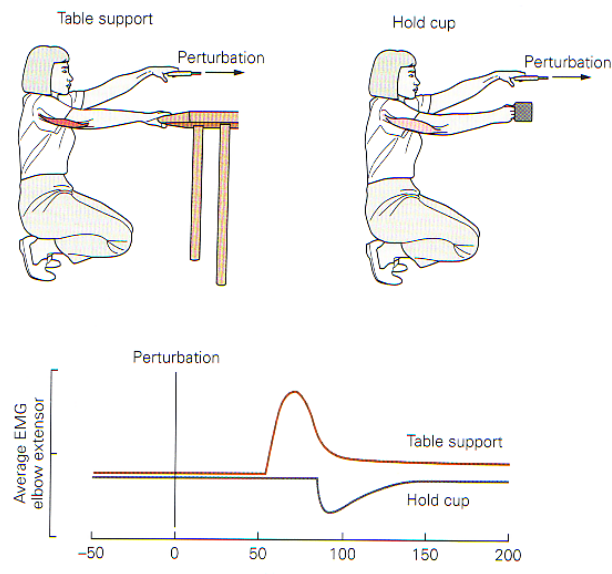 Table support
Perturbation
Hold cup
Perturbation
Perturbation
Average EMG
elbow extensor
Table support
Hold cup
–50 0 50 100 150 200